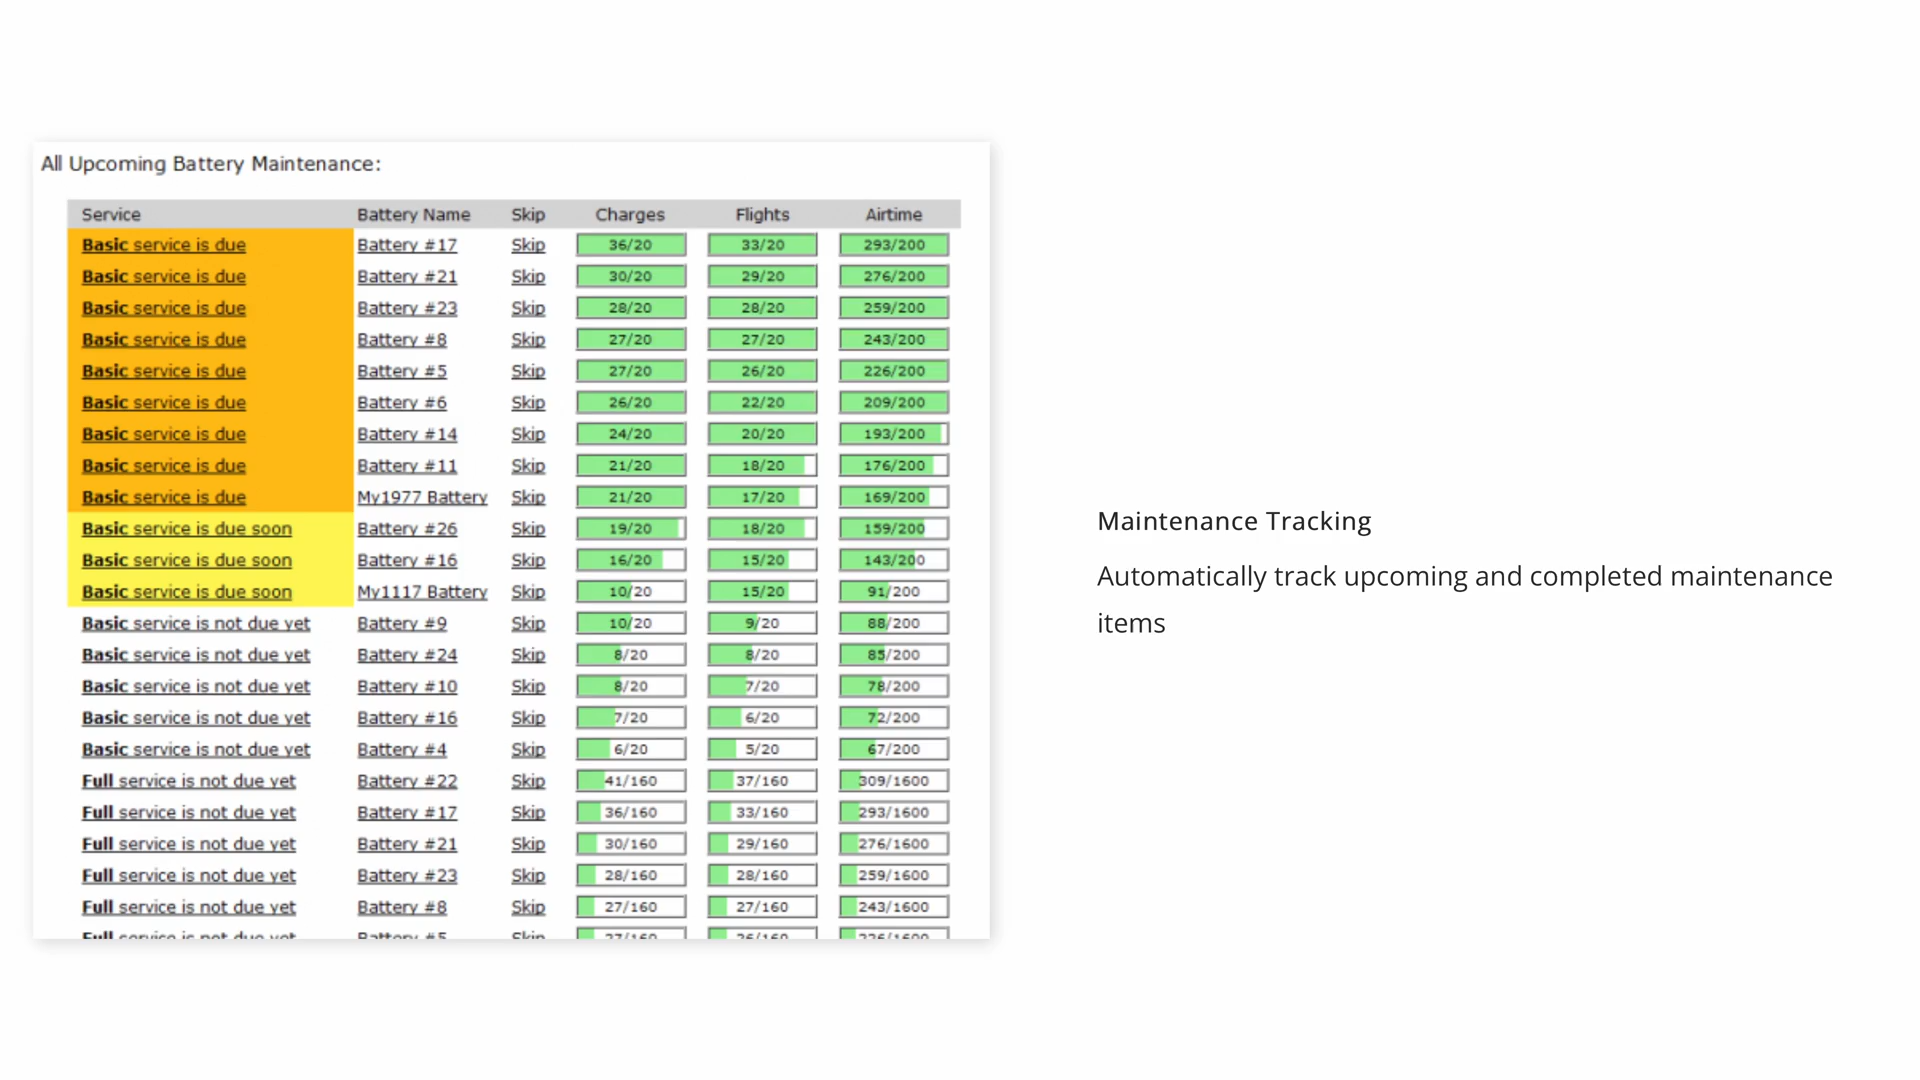 All Upcoming Battery Maintenance:
Service Battery Name Skip Charges Flights Airtime
Basic service is due Battery #17 Skip 36/20 33/20 293/200
Basic service is due Battery #21 Skip 30/20 29/20 276/200
Basic service is due Battery #23 Skip 28/20 28/20 259/200
Basic service is due Battery #8 Skip 27/20 27/20 243/200
Basic service is due Battery #5 Skip 27/20 26/20 226/200
Basic service is due Battery #6 Skip 26/20 22/20 209/200
Basic service is due Battery #14 Skip 24/20 20/20 193/200
Basic service is due Battery #11 Skip 21/20 18/20 176/200
Basic service is due My1977 Battery Skip 21/20 17/20 169/200
Basic service is due soon Battery #26 Skip 19/20 18/20 159/200
Basic service is due soon Battery #16 Skip 16/20 15/20 143/200
Basic service is due soon My1117 Battery Skip 10/20 15/20 91/200
Basic service is not due yet Battery #9 Skip 10/20 9/20 88/200
Basic service is not due yet Battery #24 Skip 8/20 8/20 85/200
Basic service is not due yet Battery #10 Skip 8/20 7/20 78/200
Basic service is not due yet Battery #16 Skip 7/20 6/20 72/200
Basic service is not due yet Battery #4 Skip 6/20 5/20 67/200
Full service is not due yet Battery #22 Skip 41/160 37/160 309/1600
Full service is not due yet Battery #17 Skip 36/160 33/160 293/1600
Full service is not due yet Battery #21 Skip 30/160 29/160 276/1600
Full service is not due yet Battery #23 Skip 28/160 28/160 259/1600
Full service is not due yet Battery #8 Skip 27/160 27/160 243/1600
Full service is not due yet Battery #5 Skip 27/160 26/160 226/1600
Maintenance Tracking
Automatically track upcoming and completed maintenance
items